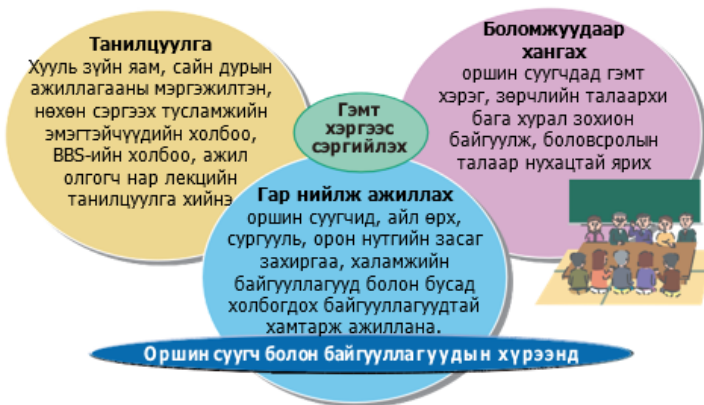 Танилцуулга
Хууль зүйн яам, сайн дурын
ажиллагааны мэргэжилтэн,
нөхөн сэргээх тусламжийн
эмэгтэйчүүдийн холбоо,
BBS-ийн холбоо, ажил
олгогч нар лекцийн
танилцуулга хийнэ
Гэмт
хэргээс
сэргийлэх
Боломжуудаар
хангах
оршин суугчдад гэмт
хэрэг, зөрчлийн талаархи
бага хурал зохион
байгуулж, боловсролын
талаар нухацтай ярих
Гар нийлж ажиллах
оршин суугчид, айл өрх,
сургууль, орон нутгийн засаг
захиргаа, халамжийн
байгууллагууд болон бусад
холбогдох байгууллагуудтай
хамтарж ажиллана.
Оршин суугч болон байгууллагуудын хүрээнд